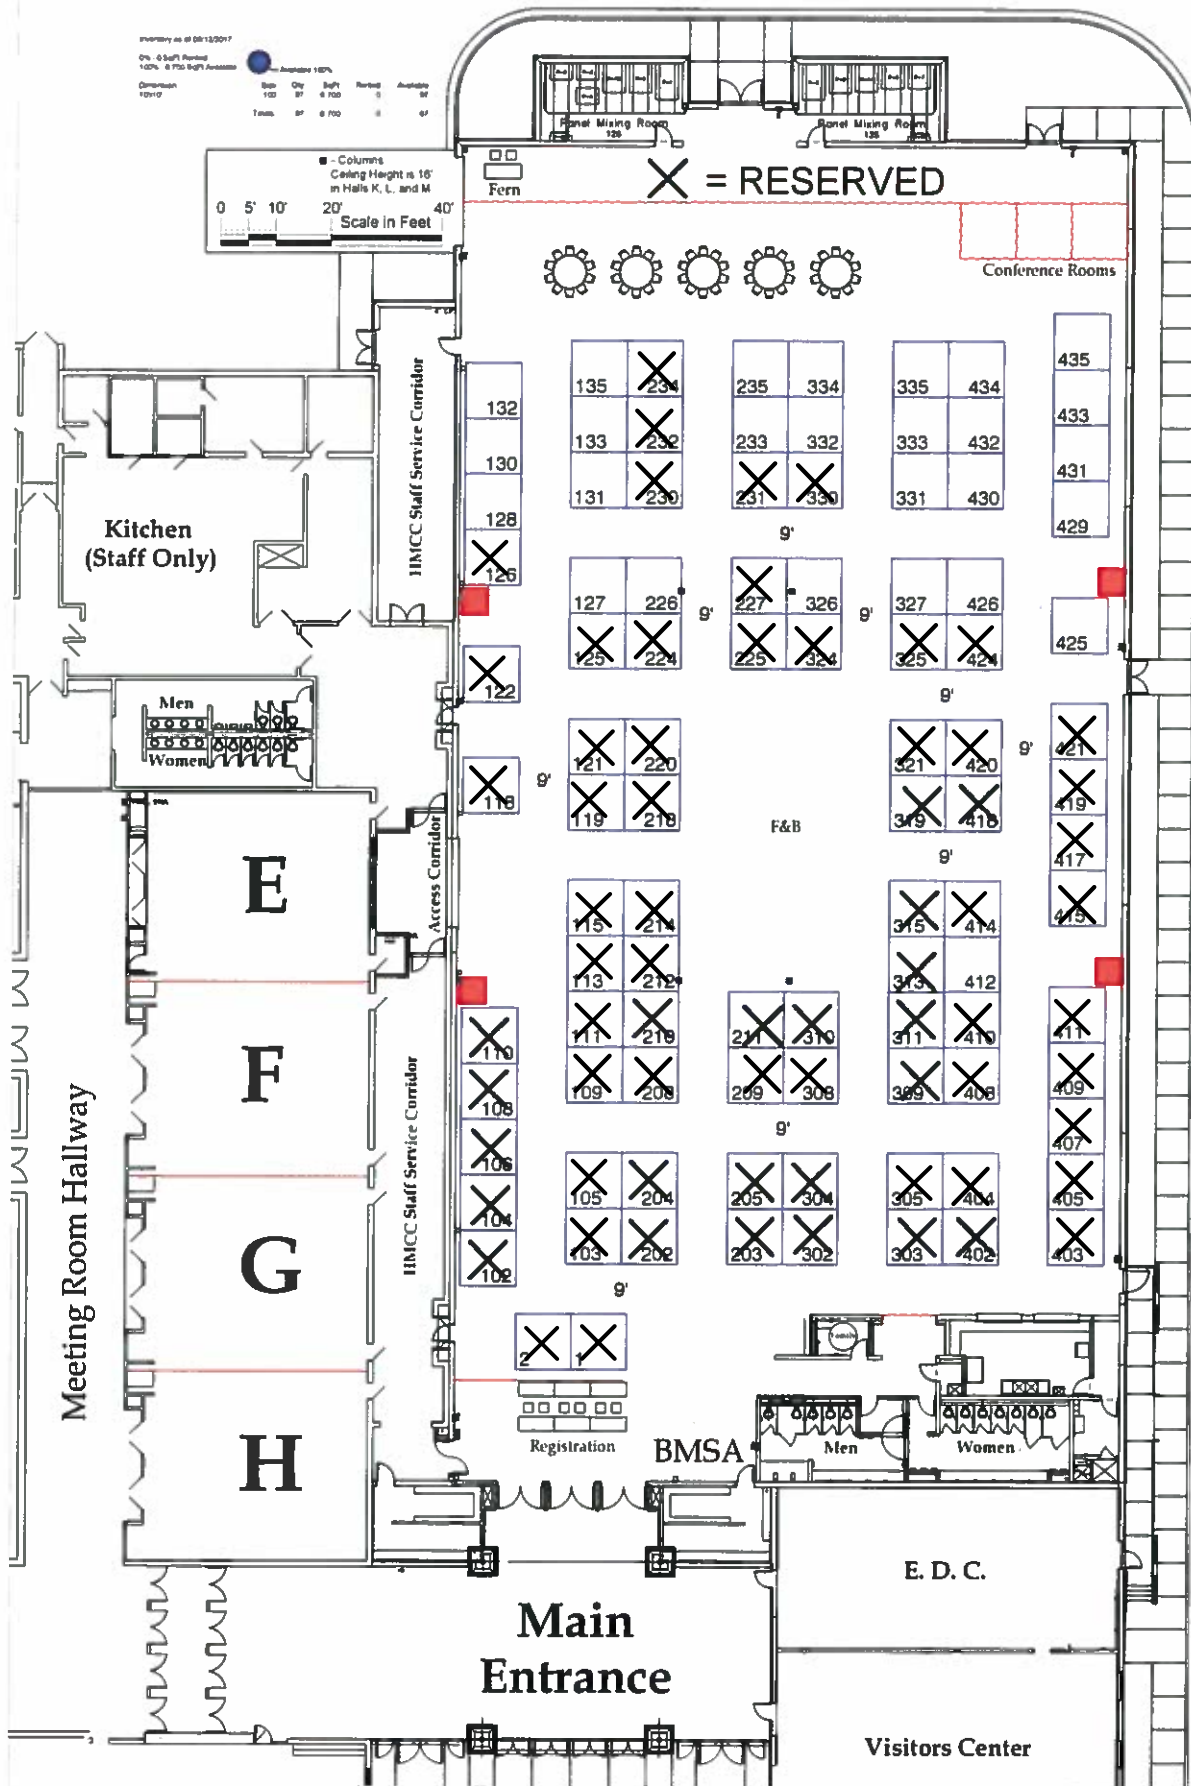 Inventory as of 09/13/2017
Available 100%
Panel Mixing Room
Panel Mixing Room
- Columns
Ceiling Height is 16'
in Halls K, L, and M
0 5' 10' 20' 40'
Scale in Feet
Fern
X = RESERVED
Conference Rooms
135 234 235 334 335 434 435
132 133 232 233 332 333 432 433
130 131 230 231 330 331 430 431
128 429
9'
126 127 226 227 326 327 426
9' 9'
125 224 225 324 325 424 425
122
9'
121 220 321 420 9' 421
118 9' 119 218 319 418 419
F&B
9' 417
115 214 315 414 415
113 212 313 412
110 111 210 211 310 311 410 411
108 109 208 209 308 309 408 409
9' 407
106 105 204 205 304 305 404 405
104 103 202 203 302 303 402 403
102
9'
2 1
HMCC Staff Service Corridor
Kitchen
(Staff Only)
Men
Women
Access Corridor
E
F
G
H
HMCC Staff Service Corridor
Meeting Room Hallway
Registration
BMSA
Men
Women
E. D. C.
Main
Entrance
Visitors Center